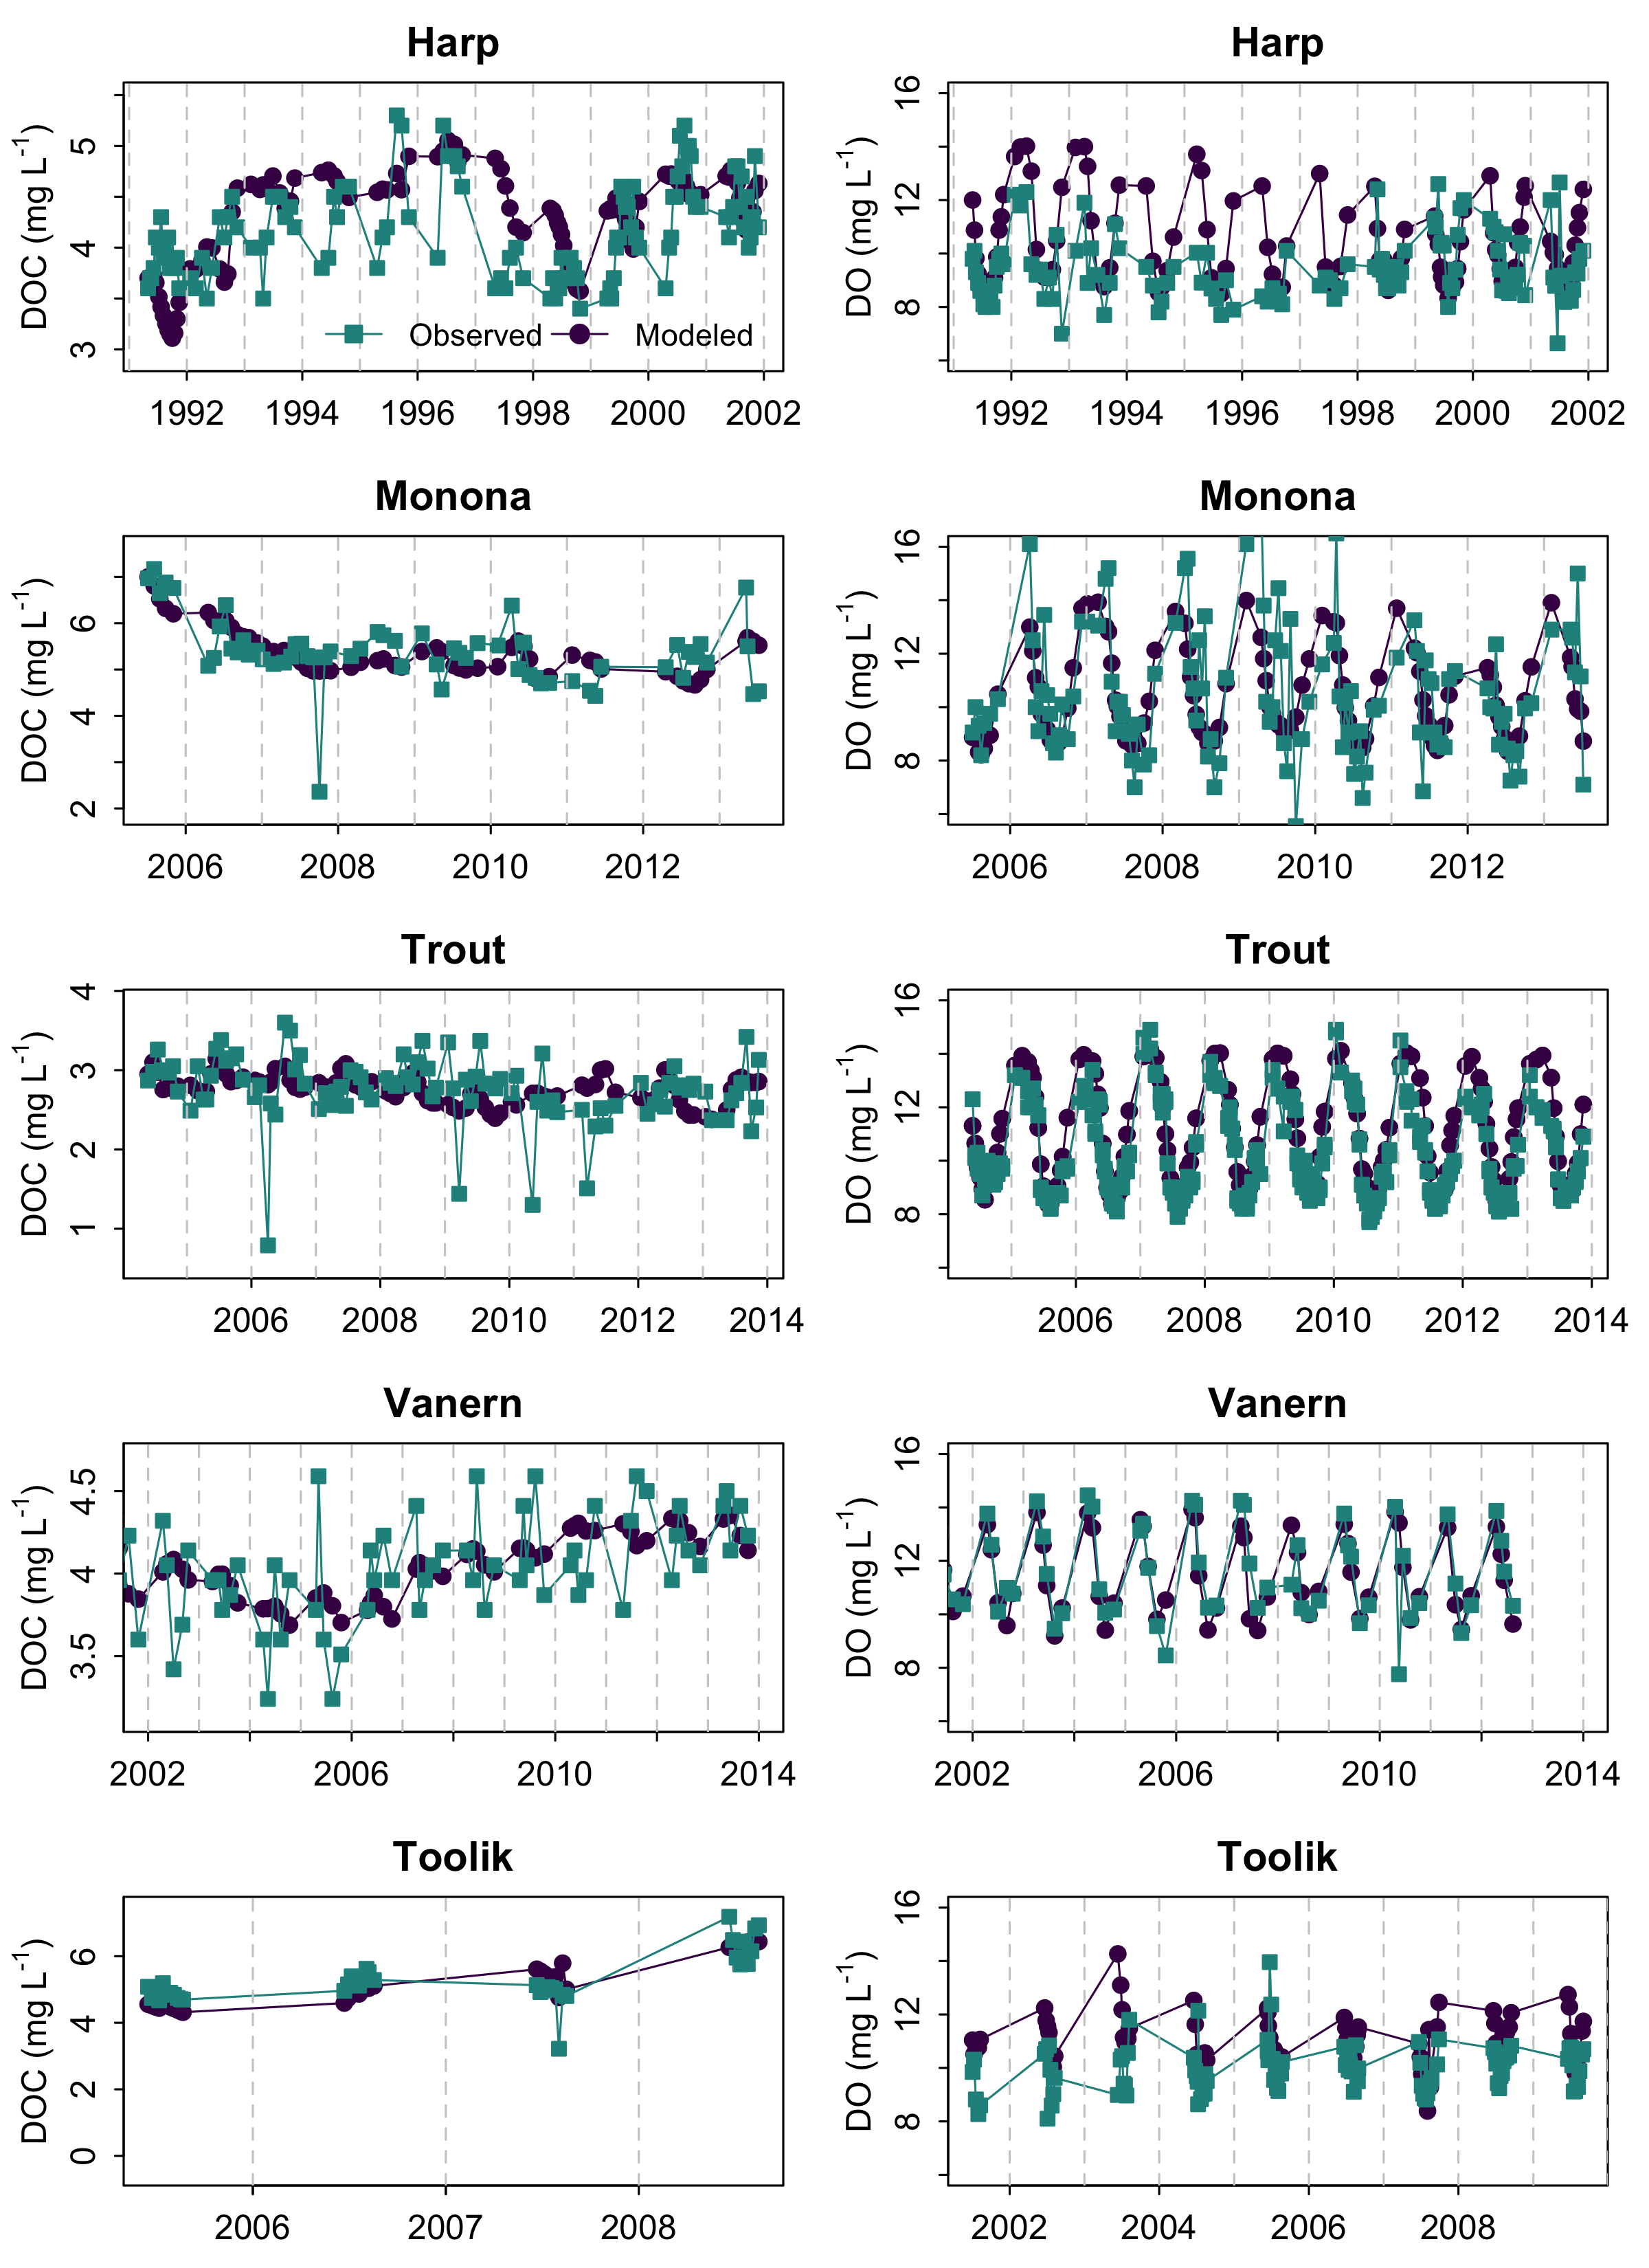 Harp
DOC (mg L-1)
3 4 5
Observed Modeled
1992 1994 1996 1998 2000 2002
Harp
DO (mg L-1)
8 12 16
1992 1994 1996 1998 2000 2002
Monona
DOC (mg L-1)
2 4 6
2006 2008 2010 2012
Monona
DO (mg L-1)
8 12 16
2006 2008 2010 2012
Trout
DOC (mg L-1)
1 2 3 4
2006 2008 2010 2012 2014
Trout
DO (mg L-1)
8 12 16
2006 2008 2010 2012 2014
Vanern
DOC (mg L-1)
3.5 4 4.5
2002 2006 2010 2014
Vanern
DO (mg L-1)
8 12 16
2002 2006 2010 2014
Toolik
DOC (mg L-1)
0 2 4 6
2006 2007 2008
Toolik
DO (mg L-1)
8 12 16
2002 2004 2006 2008